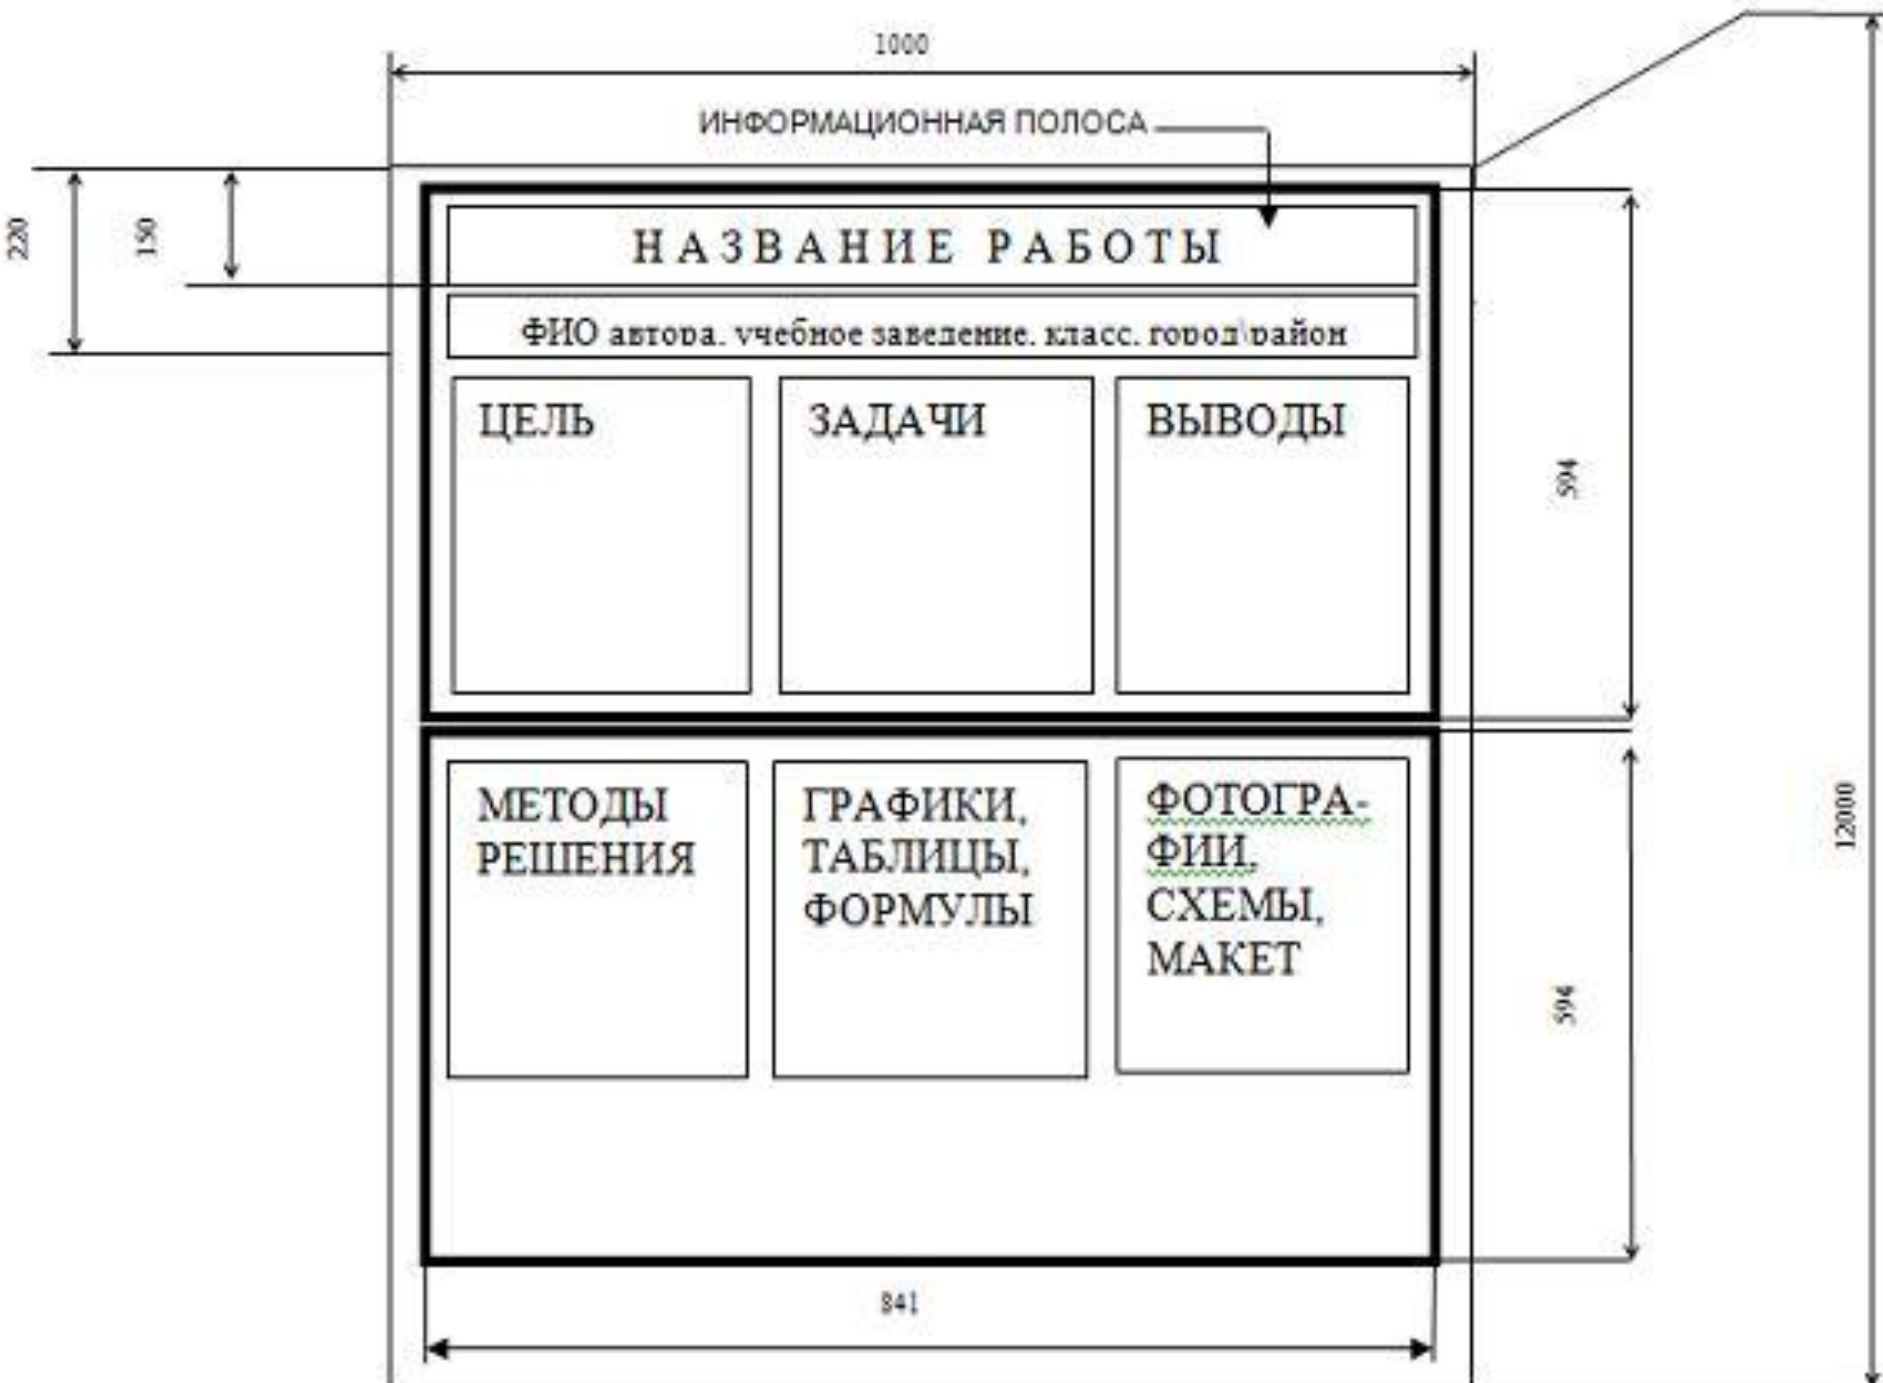 1000
ИНФОРМАЦИОННАЯ ПОЛОСА
220
150
НАЗВАНИЕ РАБОТЫ
ФИО автора, учебное заведение, класс, город\район
ЦЕЛЬ
ЗАДАЧИ
ВЫВОДЫ
594
МЕТОДЫ
РЕШЕНИЯ
ГРАФИКИ,
ТАБЛИЦЫ,
ФОРМУЛЫ
ФОТОГРА-
ФИИ,
СХЕМЫ,
МАКЕТ
594
12000
841